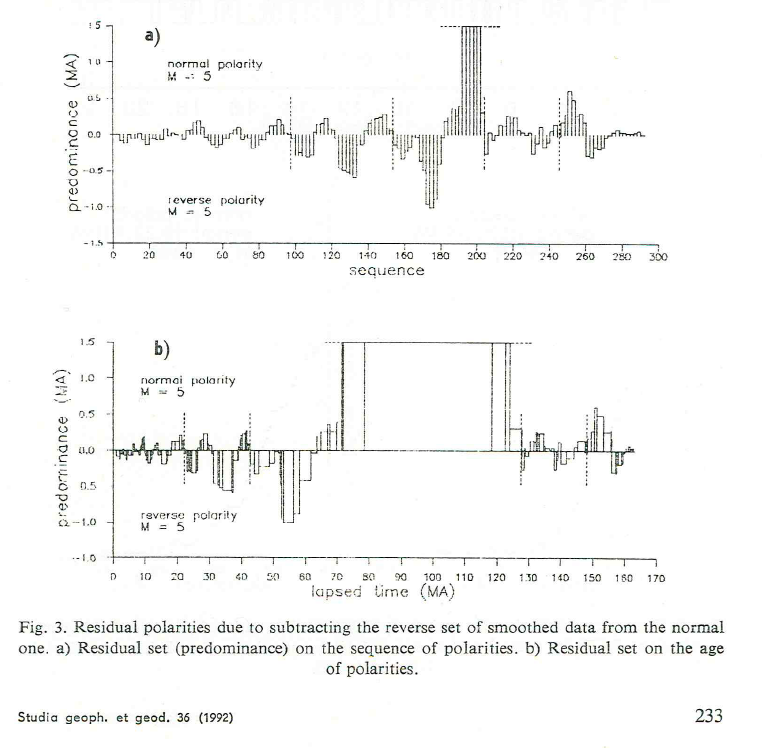 a)
1.5
1.0
0.5
0.0
-0.5
-1.0
-1.5
predominance (MA)
normal polarity
M = 5
reverse polarity
M = 5
0 20 40 60 80 100 120 140 160 180 200 220 240 260 280 300
sequence
b)
1.5
1.0
0.5
0.0
0.5
-1.0
-1.0
predominance (MA)
normal polarity
M = 5
reverse polarity
M = 5
0 10 20 30 40 50 60 70 80 90 100 110 120 130 140 150 160 170
lapsed time (MA)
Fig. 3. Residual polarities due to subtracting the reverse set of smoothed data from the normal
one. a) Residual set (predominance) on the sequence of polarities. b) Residual set on the age
of polarities.
Studia geoph. et geod. 36 (1992)
233